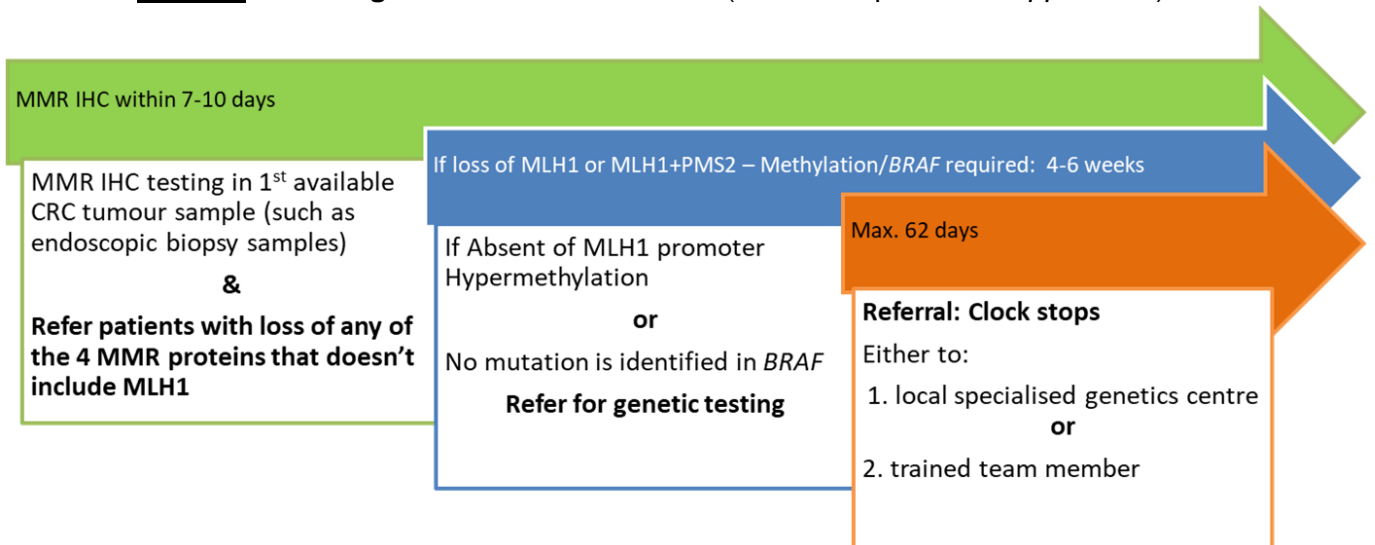 MMR IHC within 7-10 days
MMR IHC testing in 1st available
CRC tumour sample (such as
endoscopic biopsy samples)
&
Refer patients with loss of any of
the 4 MMR proteins that doesn’t
include MLH1
If loss of MLH1 or MLH1+PMS2 – Methylation/BRAF required: 4-6 weeks
If Absent of MLH1 promoter
Hypermethylation
or
No mutation is identified in BRAF
Refer for genetic testing
Max. 62 days
Referral: Clock stops
Either to:
1. local specialised genetics centre
or
2. trained team member